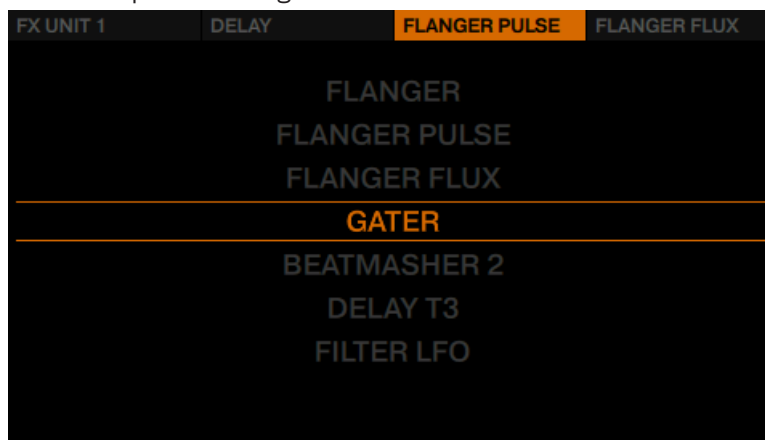 FX UNIT 1 DELAY FLANGER PULSE FLANGER FLUX
FLANGER
FLANGER PULSE
FLANGER FLUX
GATER
BEATMASHER 2
DELAY T3
FILTER LFO